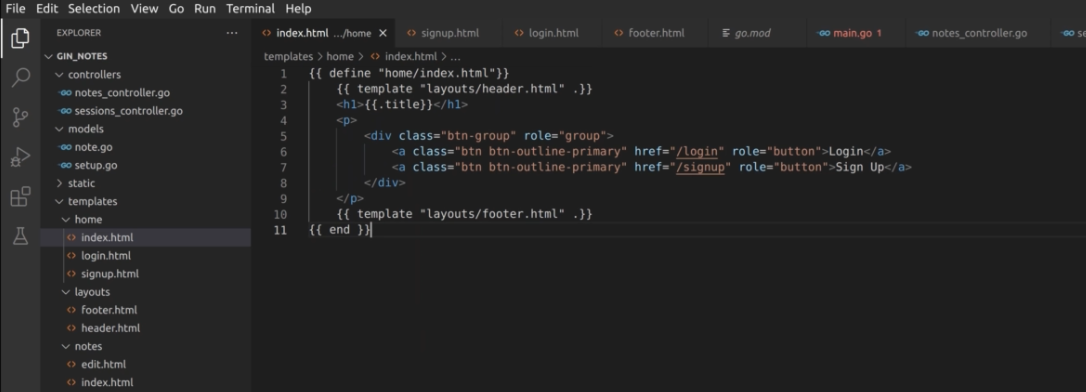 File Edit Selection View Go Run Terminal Help
EXPLORER ...
index.html .../home signup.html login.html footer.html go.mod main.go 1 notes_controller.go se
GIN_NOTES
templates > home > index.html > ...
controllers
notes_controller.go
sessions_controller.go
models
note.go
setup.go
static
templates
home
index.html
login.html
signup.html
layouts
footer.html
header.html
notes
edit.html
index.html
1 {{ define "home/index.html"}}
2 {{ template "layouts/header.html" .}}
3 <h1>{{.title}}</h1>
4 <p>
5 <div class="btn-group" role="group">
6 <a class="btn btn-outline-primary" href="/login" role="button">Login</a>
7 <a class="btn btn-outline-primary" href="/signup" role="button">Sign Up</a>
8 </div>
9 </p>
10 {{ template "layouts/footer.html" .}}
11 {{ end }}